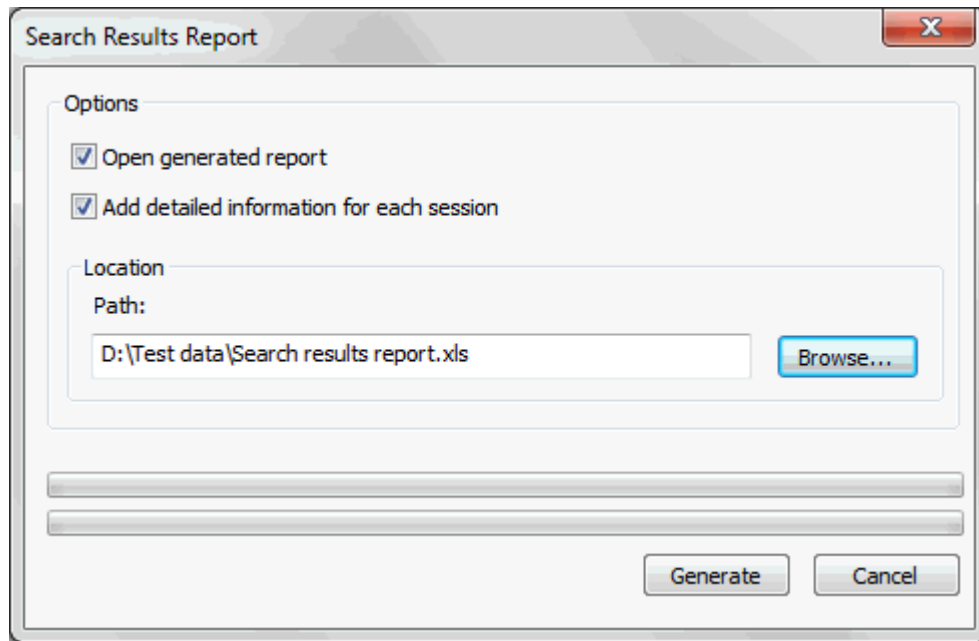 Search Results Report
Options
Open generated report
Add detailed information for each session
Location
Path:
D:\Test data\Search results report.xls
Browse...
Generate
Cancel